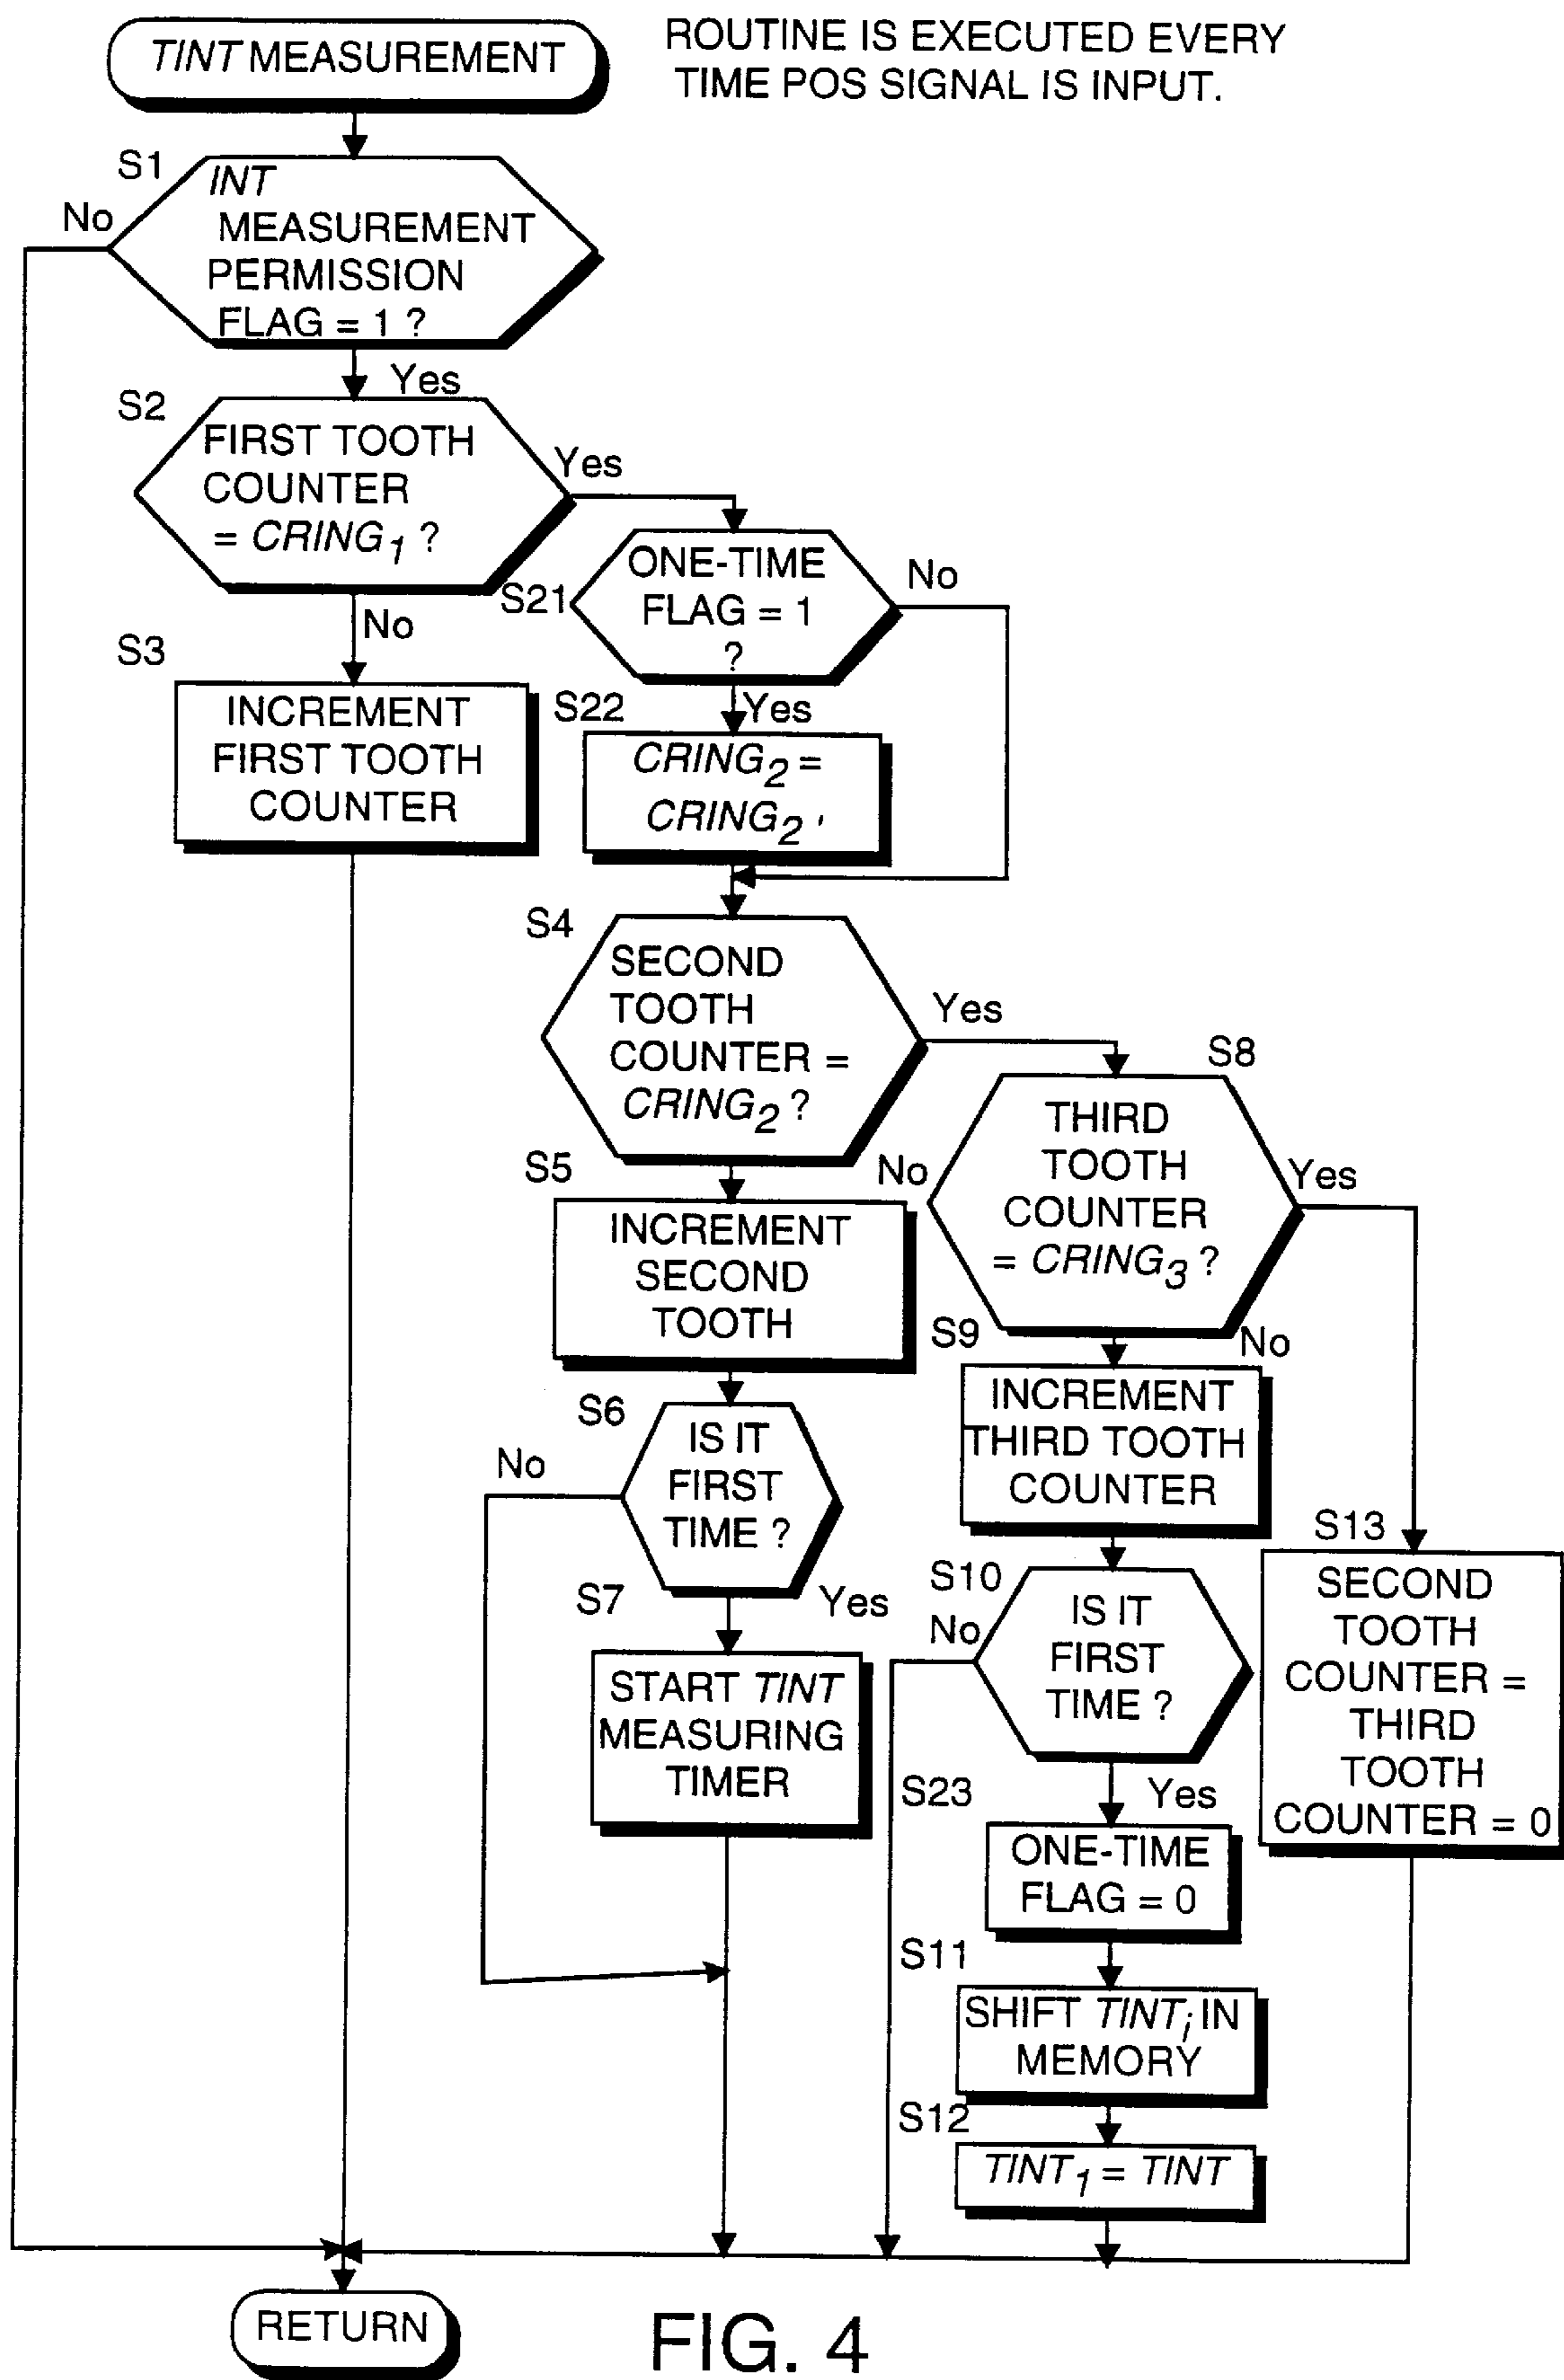 TINT MEASUREMENT
ROUTINE IS EXECUTED EVERY
TIME POS SIGNAL IS INPUT.
S1
INT
MEASUREMENT
PERMISSION
FLAG = 1 ?
No
Yes
S2
FIRST TOOTH
COUNTER
= CRING1 ?
Yes
No
S3
INCREMENT
FIRST TOOTH
COUNTER
S21
ONE-TIME
FLAG = 1
?
No
Yes
S22
CRING2 =
CRING2 '
S4
SECOND
TOOTH
COUNTER =
CRING2 ?
Yes
No
S5
INCREMENT
SECOND
TOOTH
S6
IS IT
FIRST
TIME ?
No
Yes
S7
START TINT
MEASURING
TIMER
S8
THIRD
TOOTH
COUNTER
= CRING3 ?
Yes
No
S9
INCREMENT
THIRD TOOTH
COUNTER
S10
IS IT
FIRST
TIME ?
No
Yes
S23
ONE-TIME
FLAG = 0
S11
SHIFT TINTi IN
MEMORY
S12
TINT1 = TINT
S13
SECOND
TOOTH
COUNTER =
THIRD
TOOTH
COUNTER = 0
RETURN
FIG. 4